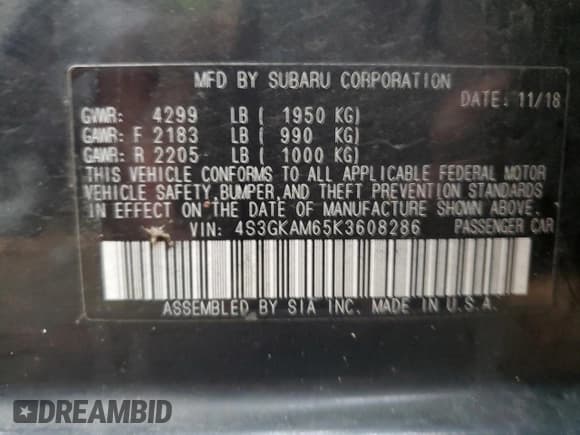 MFD BY SUBARU CORPORATION
DATE: 11/18
GVWR: 4299 LB ( 1950 KG)
GAWR: F 2183 LB ( 990 KG)
GAWR: R 2205 LB ( 1000 KG)
THIS VEHICLE CONFORMS TO ALL APPLICABLE FEDERAL MOTOR
VEHICLE SAFETY, BUMPER, AND THEFT PREVENTION STANDARDS
IN EFFECT ON THE DATE OF MANUFACTURE SHOWN ABOVE.
VIN: 4S3GKAM65K3608286 PASSENGER CAR
ASSEMBLED BY SIA INC. MADE IN U.S.A.
DREAMBID